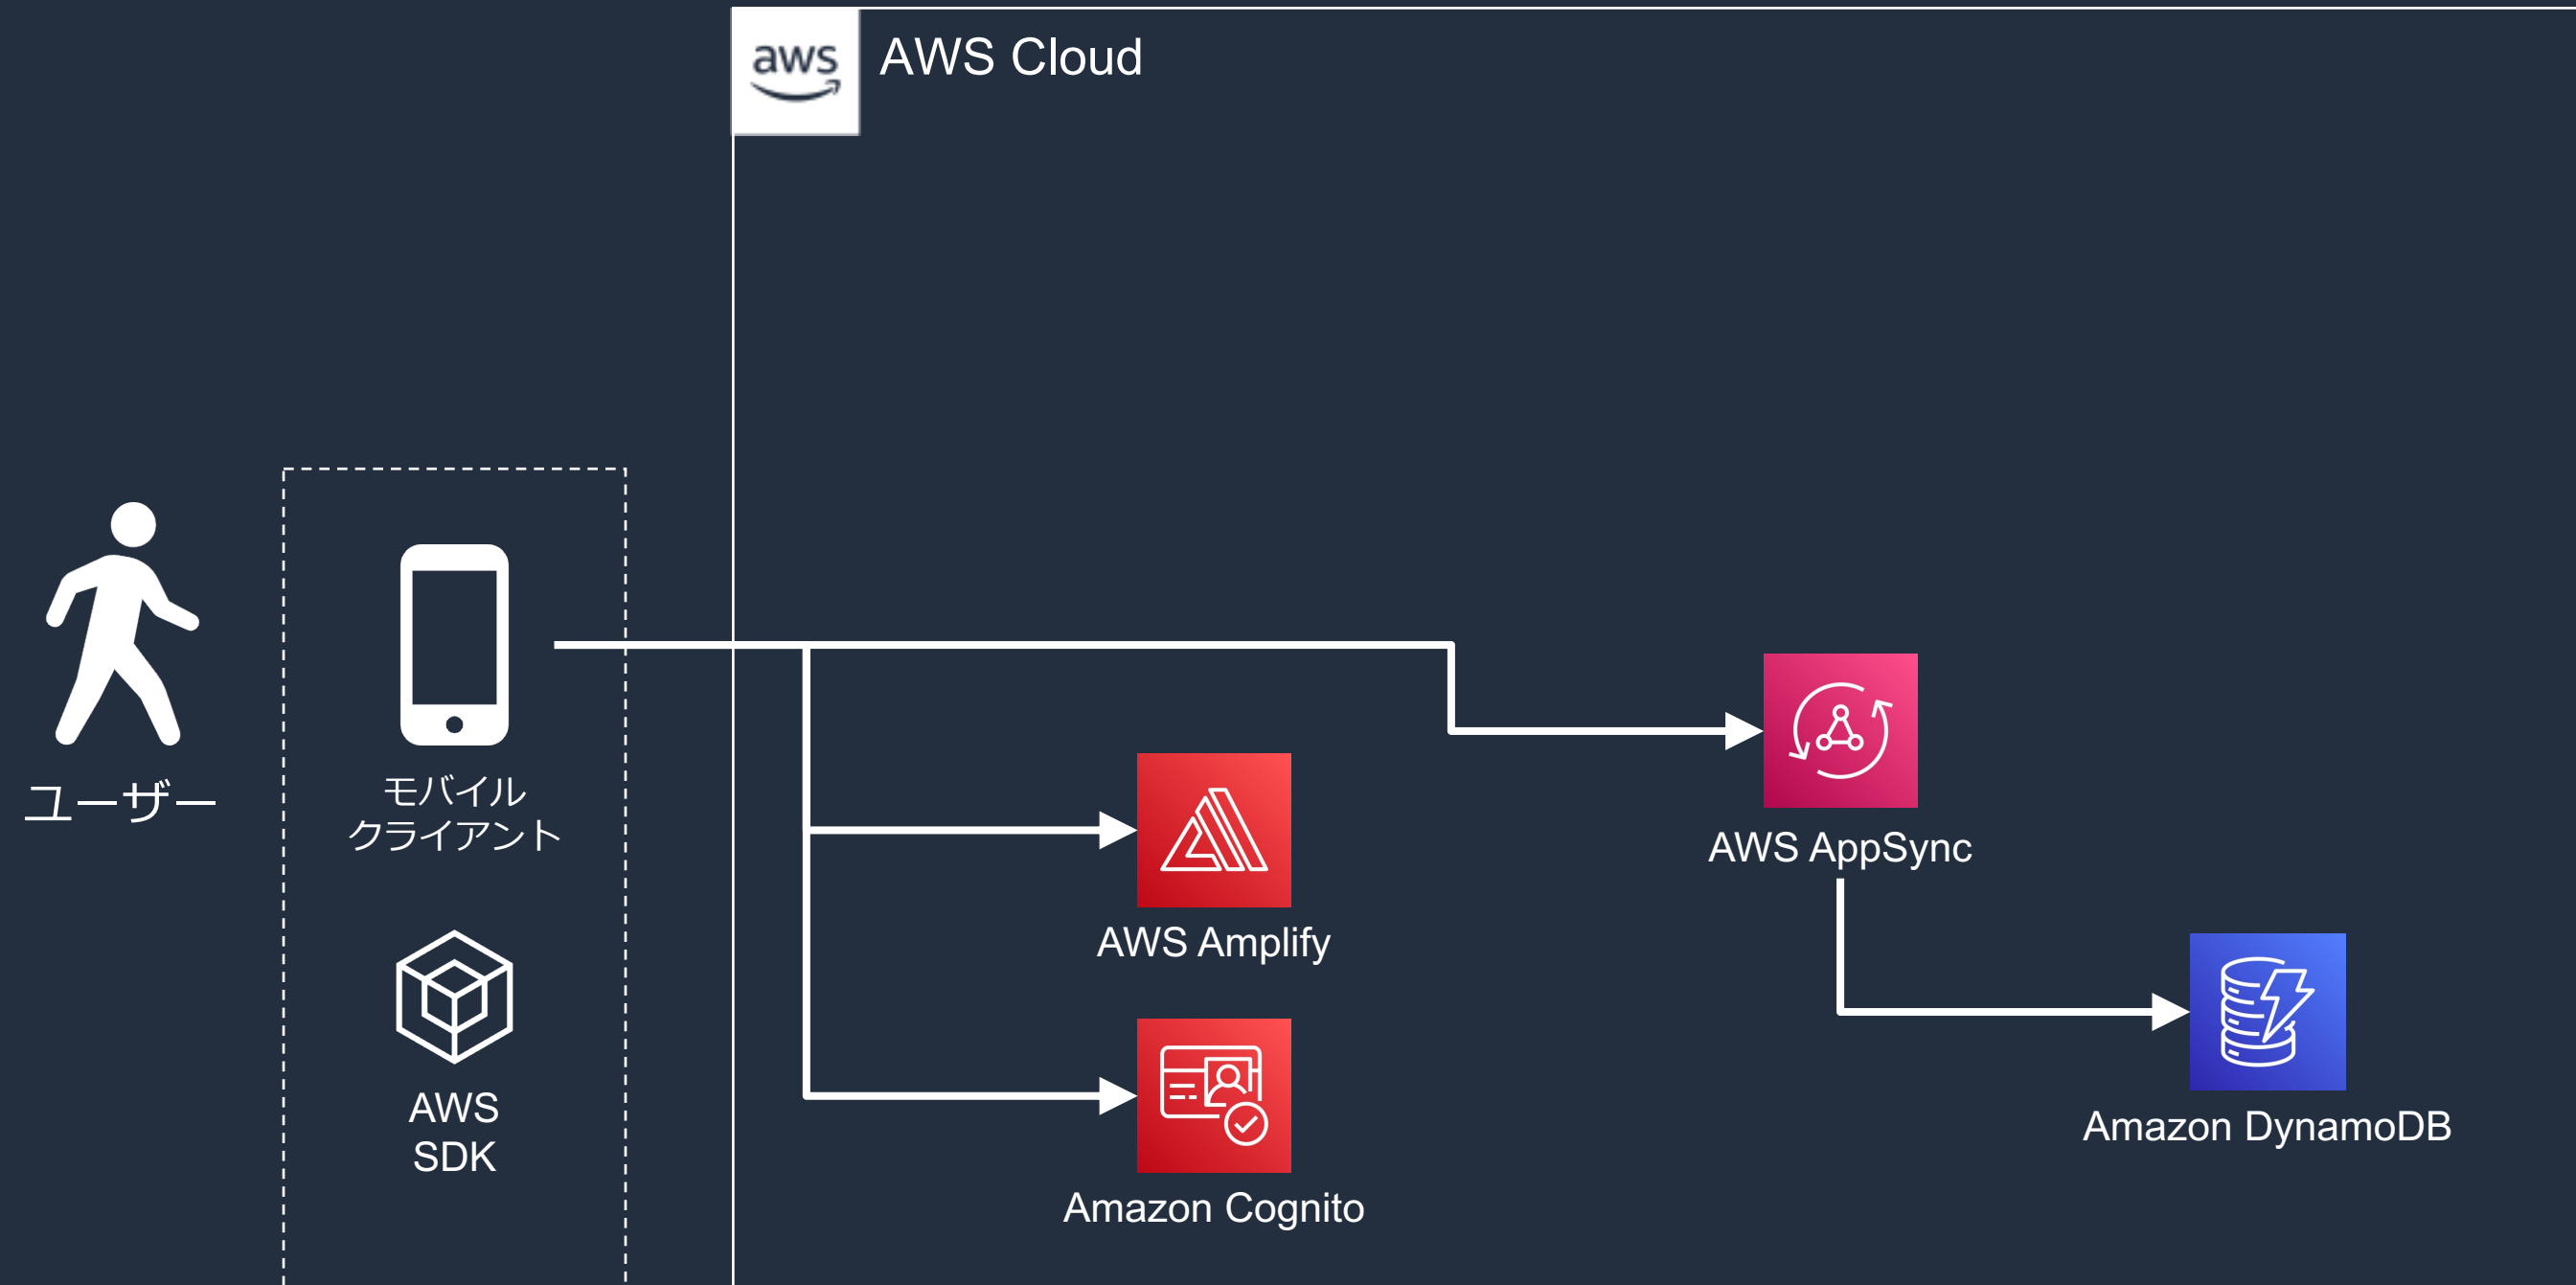 aws
AWS Cloud
ユーザー
モバイル
クライアント
AWS
SDK
AWS Amplify
Amazon Cognito
AWS AppSync
Amazon DynamoDB